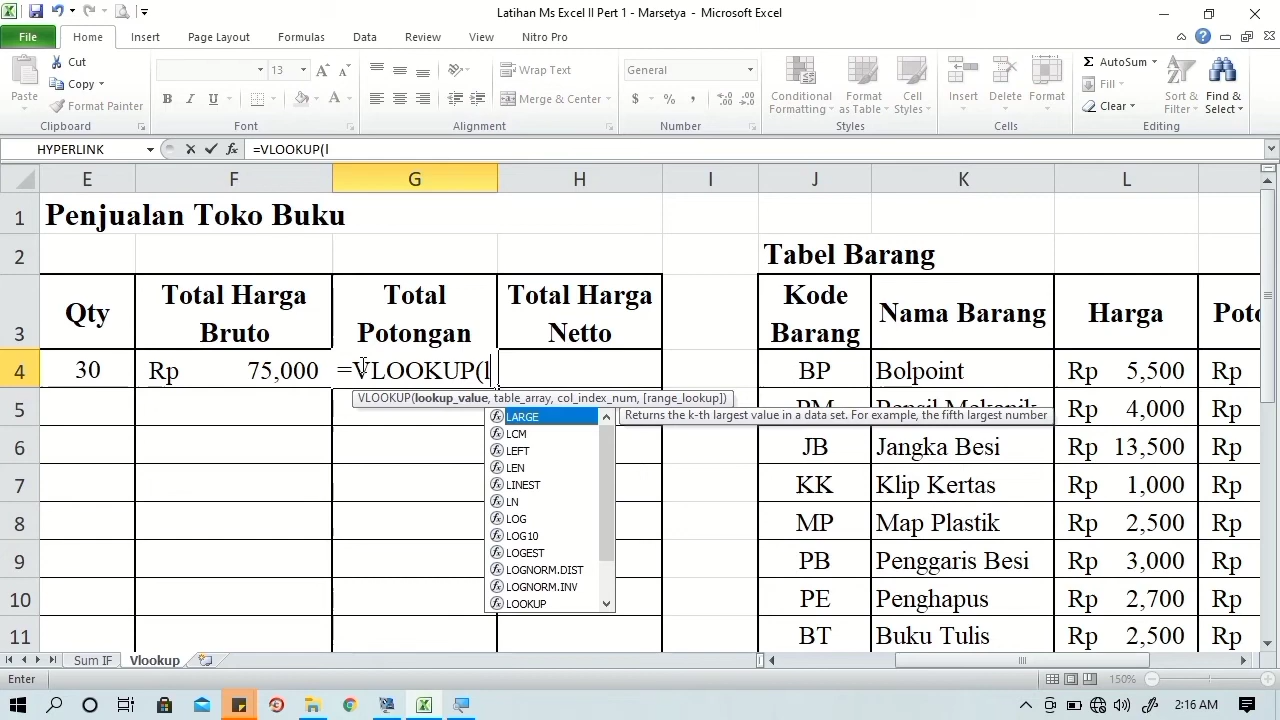 Latihan Ms Excel II Pert 1 - Marsetya - Microsoft Excel
File Home Insert Page Layout Formulas Data Review View Nitro Pro
Paste
Cut
Copy
Format Painter
Clipboard
13
Font
Wrap Text
Merge & Center
Alignment
General
Number
Conditional Formatting
Format as Table
Cell Styles
Styles
Insert
Delete
Format
Cells
AutoSum
Fill
Clear
Sort & Filter
Find & Select
Editing
HYPERLINK =VLOOKUP(l
E F G H I J K L
1 Penjualan Toko Buku
2 Tabel Barang
3 Qty Total Harga Bruto Total Potongan Total Harga Netto Kode Barang Nama Barang Harga
4 30 Rp 75,000 =VLOOKUP(l BP Bolpoint Rp 5,500 Rp
VLOOKUP(lookup_value, table_array, col_index_num, [range_lookup])
5 Rp 4,000 Rp
LARGE Returns the k-th largest value in a data set. For example, the fifth largest number
LCM
6 JB Jangka Besi Rp 13,500 Rp
LEFT
LEN
7 KK Klip Kertas Rp 1,000 Rp
LINEST
LN
8 MP Map Plastik Rp 2,500 Rp
LOG
LOG10
9 PB Penggaris Besi Rp 3,000 Rp
LOGEST
LOGNORM.DIST
LOGNORM.INV
10 PE Penghapus Rp 2,700 Rp
LOOKUP
11 BT Buku Tulis Rp 2,500 Rp
Sum IF Vlookup
Enter 150%
2:16 AM